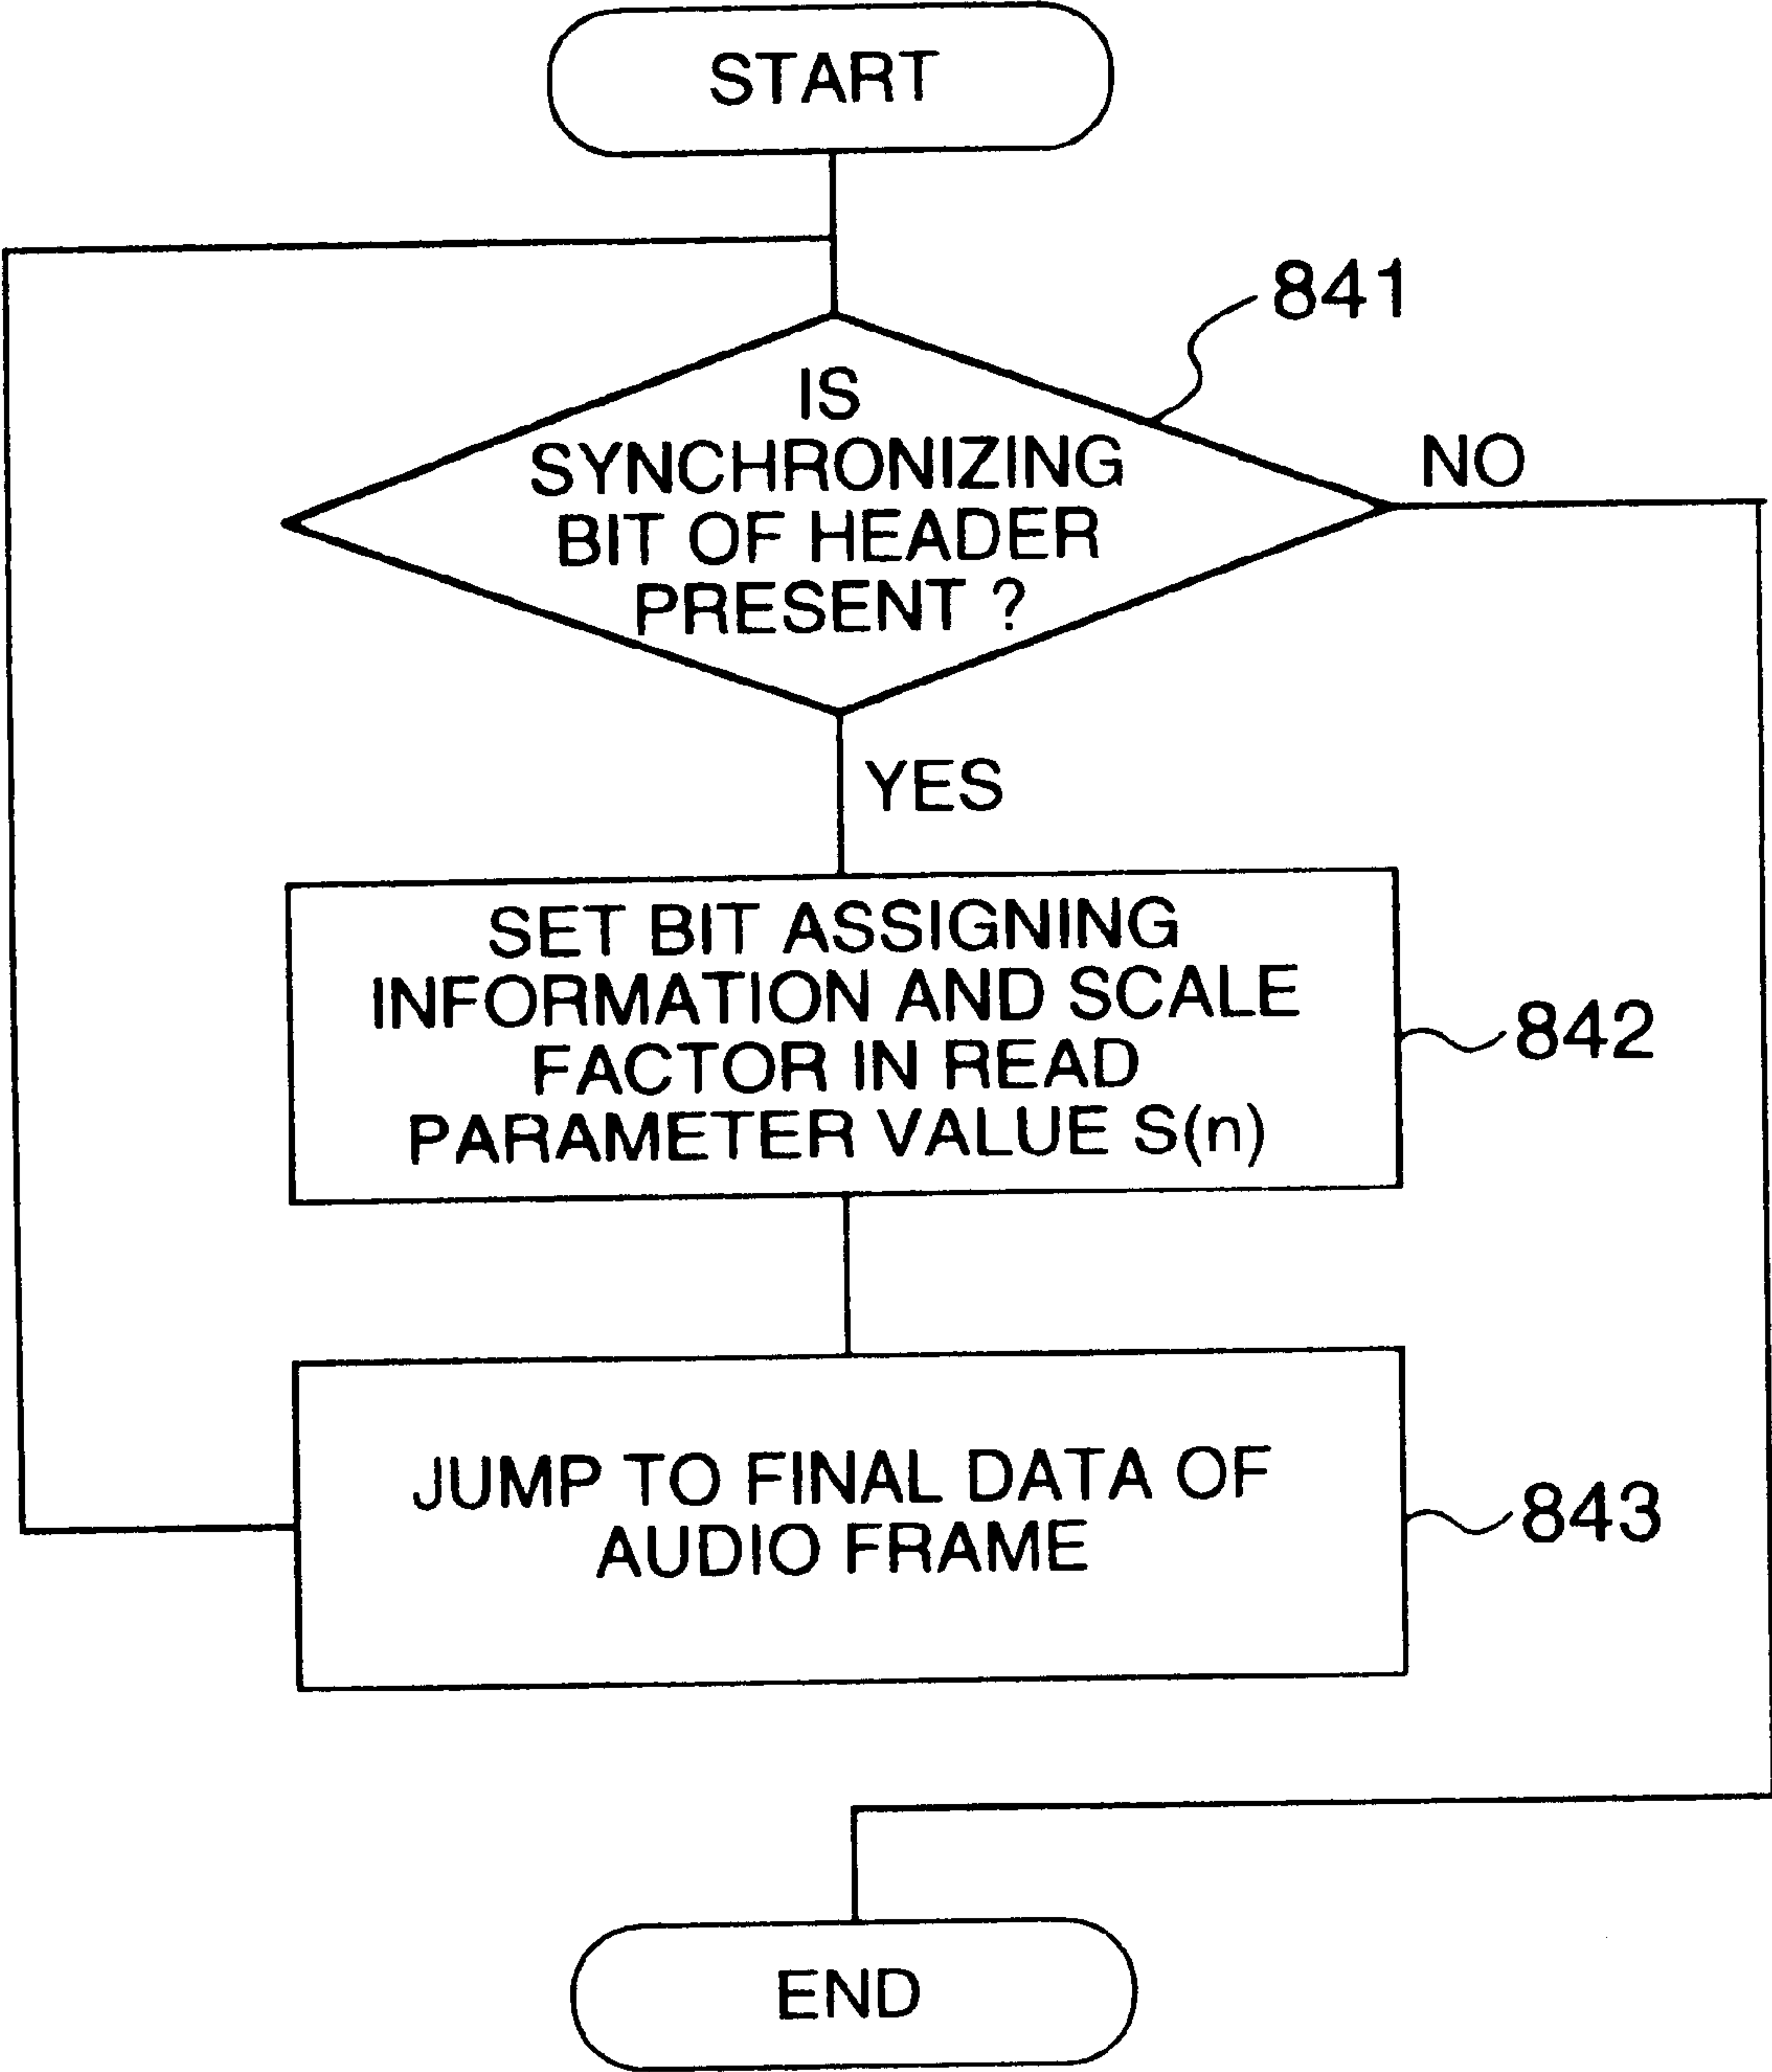 START
841
IS
SYNCHRONIZING
BIT OF HEADER
PRESENT ?
NO
YES
SET BIT ASSIGNING
INFORMATION AND SCALE
FACTOR IN READ
PARAMETER VALUE S(n)
842
JUMP TO FINAL DATA OF
AUDIO FRAME
843
END